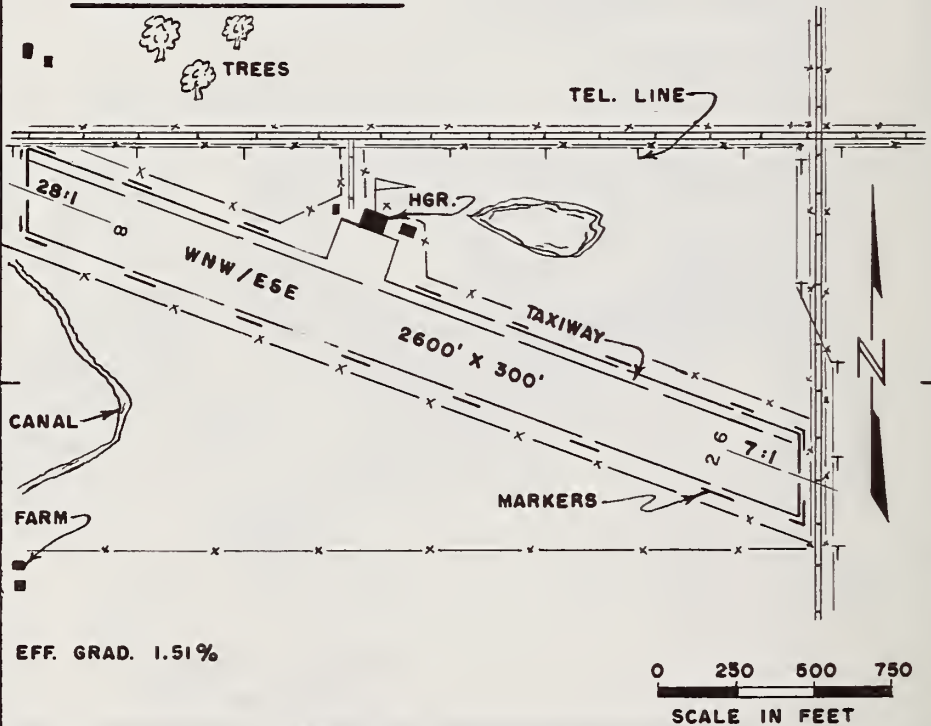 TREES
TEL. LINE
28:1
8
HGR.
WNW/ESE
TAXIWAY
2600' X 300'
N
CANAL
26
7:1
MARKERS
FARM
EFF. GRAD. 1.51%
0 250 500 750
SCALE IN FEET